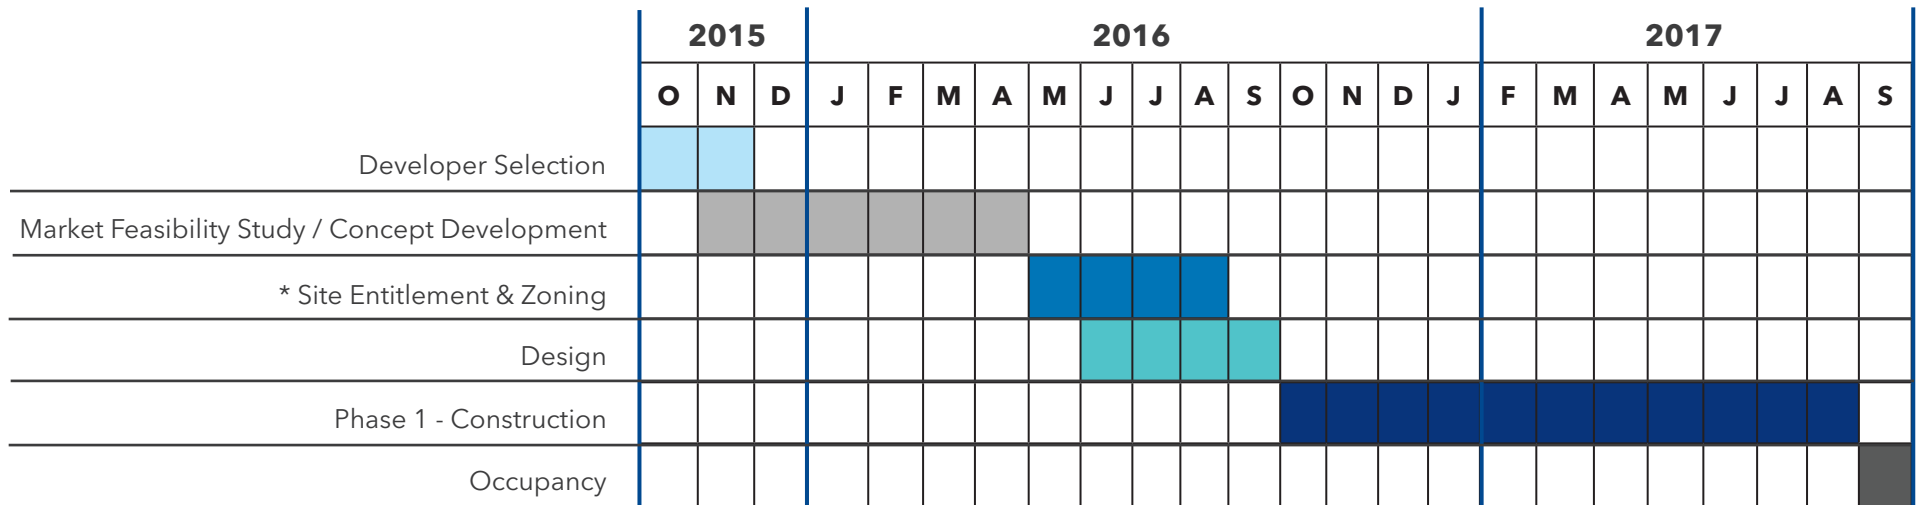 2015 2016 2017
O N D J F M A M J J A S O N D J F M A M J J A S
Developer Selection
Market Feasibility Study / Concept Development
* Site Entitlement & Zoning
Design
Phase 1 - Construction
Occupancy